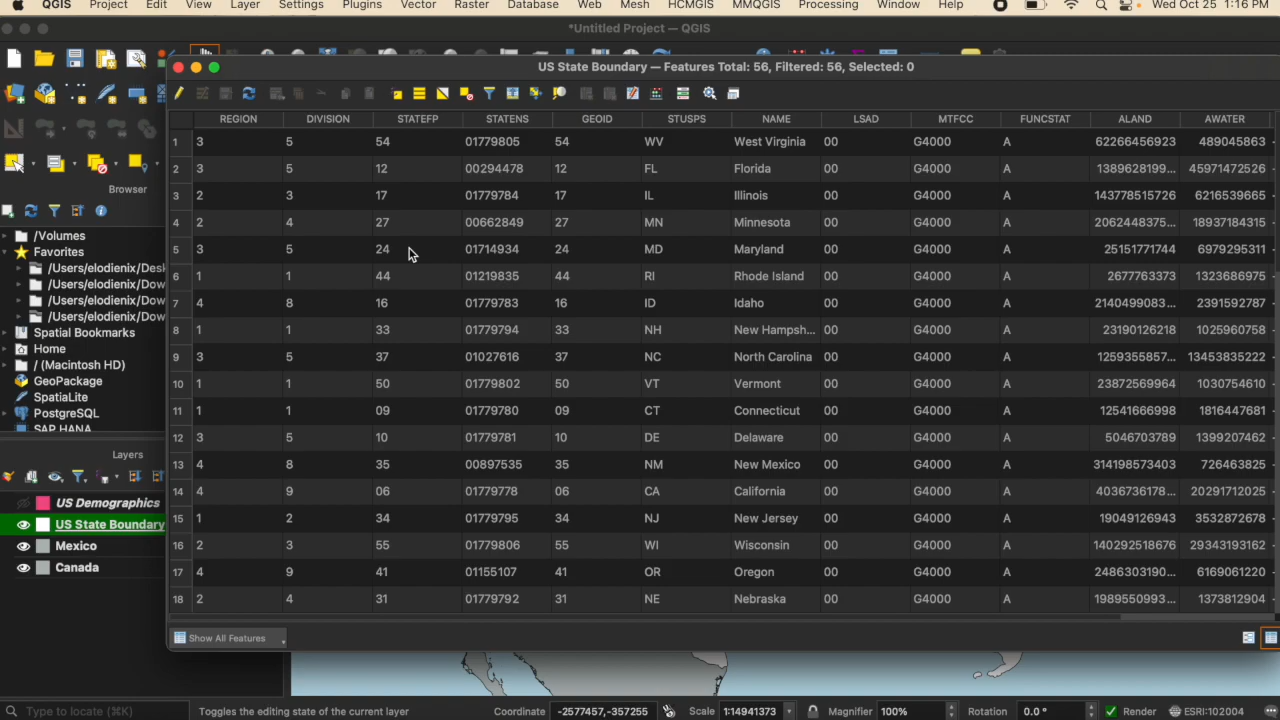 QGIS Project Edit View Layer Settings Plugins Vector Raster Database Web Mesh HCMGIS MMQGIS Processing Window Help Wed Oct 25 1:16 PM
*Untitled Project — QGIS
US State Boundary — Features Total: 56, Filtered: 56, Selected: 0
REGION DIVISION STATEFP STATENS GEOID STUSPS NAME LSAD MTFCC FUNCSTAT ALAND AWATER
1 3 5 54 01779805 54 WV West Virginia 00 G4000 A 62266456923 489045863
2 3 5 12 00294478 12 FL Florida 00 G4000 A 1389628199... 45971472526
3 2 3 17 01779784 17 IL Illinois 00 G4000 A 143778515726 6216539665
4 2 4 27 00662849 27 MN Minnesota 00 G4000 A 2062448375... 18937184315
5 3 5 24 01714934 24 MD Maryland 00 G4000 A 25151771744 6979295311
6 1 1 44 01219835 44 RI Rhode Island 00 G4000 A 2677763373 1323686975
7 4 8 16 01779783 16 ID Idaho 00 G4000 A 2140499083... 2391592787
8 1 1 33 01779794 33 NH New Hampsh... 00 G4000 A 23190126218 1025960758
9 3 5 37 01027616 37 NC North Carolina 00 G4000 A 1259355857... 13453835222
10 1 1 50 01779802 50 VT Vermont 00 G4000 A 23872569964 1030754610
11 1 1 09 01779780 09 CT Connecticut 00 G4000 A 12541666998 1816447681
12 3 5 10 01779781 10 DE Delaware 00 G4000 A 5046703789 1399207462
13 4 8 35 00897535 35 NM New Mexico 00 G4000 A 314198573403 726463825
14 4 9 06 01779778 06 CA California 00 G4000 A 4036736178... 20291712025
15 1 2 34 01779795 34 NJ New Jersey 00 G4000 A 19049126943 3532872678
16 2 3 55 01779806 55 WI Wisconsin 00 G4000 A 140292518676 29343193162
17 4 9 41 01155107 41 OR Oregon 00 G4000 A 2486303190... 6169061220
18 2 4 31 01779792 31 NE Nebraska 00 G4000 A 1989550993... 1373812904
Show All Features
Browser
/Volumes
Favorites
/Users/elodienix/Desk
/Users/elodienix/Dow
/Users/elodienix/Dow
/Users/elodienix/Dow
Spatial Bookmarks
Home
/ (Macintosh HD)
GeoPackage
SpatiaLite
PostgreSQL
SAP HANA
Layers
US Demographics
US State Boundary
Mexico
Canada
Type to locate (⌘K) Toggles the editing state of the current layer Coordinate -2577457,-357255 Scale 1:14941373 Magnifier 100% Rotation 0.0 ° Render ESRI:102004